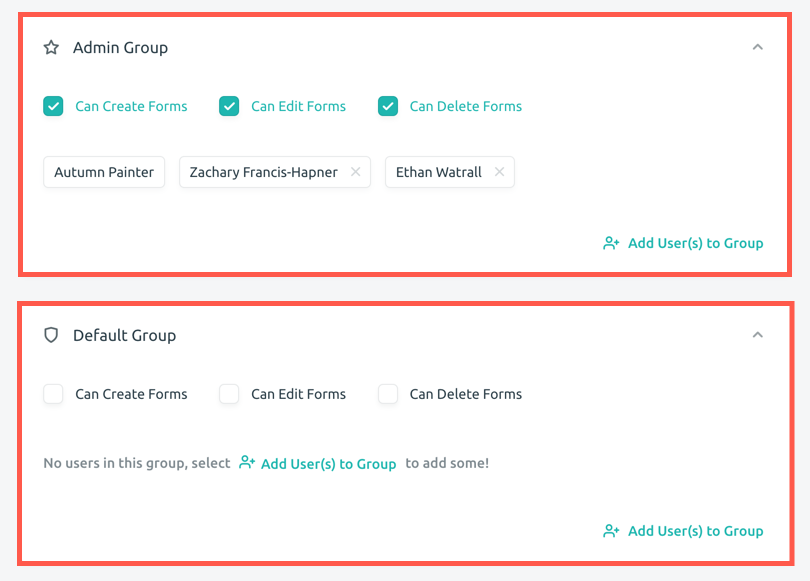 Admin Group
Can Create Forms Can Edit Forms Can Delete Forms
Autumn Painter Zachary Francis-Hapner Ethan Watrall
Add User(s) to Group
Default Group
Can Create Forms Can Edit Forms Can Delete Forms
No users in this group, select Add User(s) to Group to add some!
Add User(s) to Group